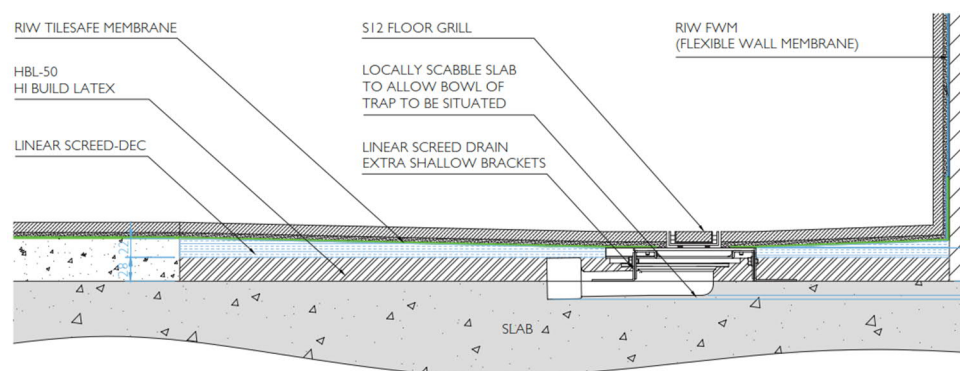 RIW TILESAFE MEMBRANE
HBL-50
HI BUILD LATEX
LINEAR SCREED-DEC
S12 FLOOR GRILL
LOCALLY SCABBLE SLAB
TO ALLOW BOWL OF
TRAP TO BE SITUATED
LINEAR SCREED DRAIN
EXTRA SHALLOW BRACKETS
RIW FWM
(FLEXIBLE WALL MEMBRANE)
SLAB